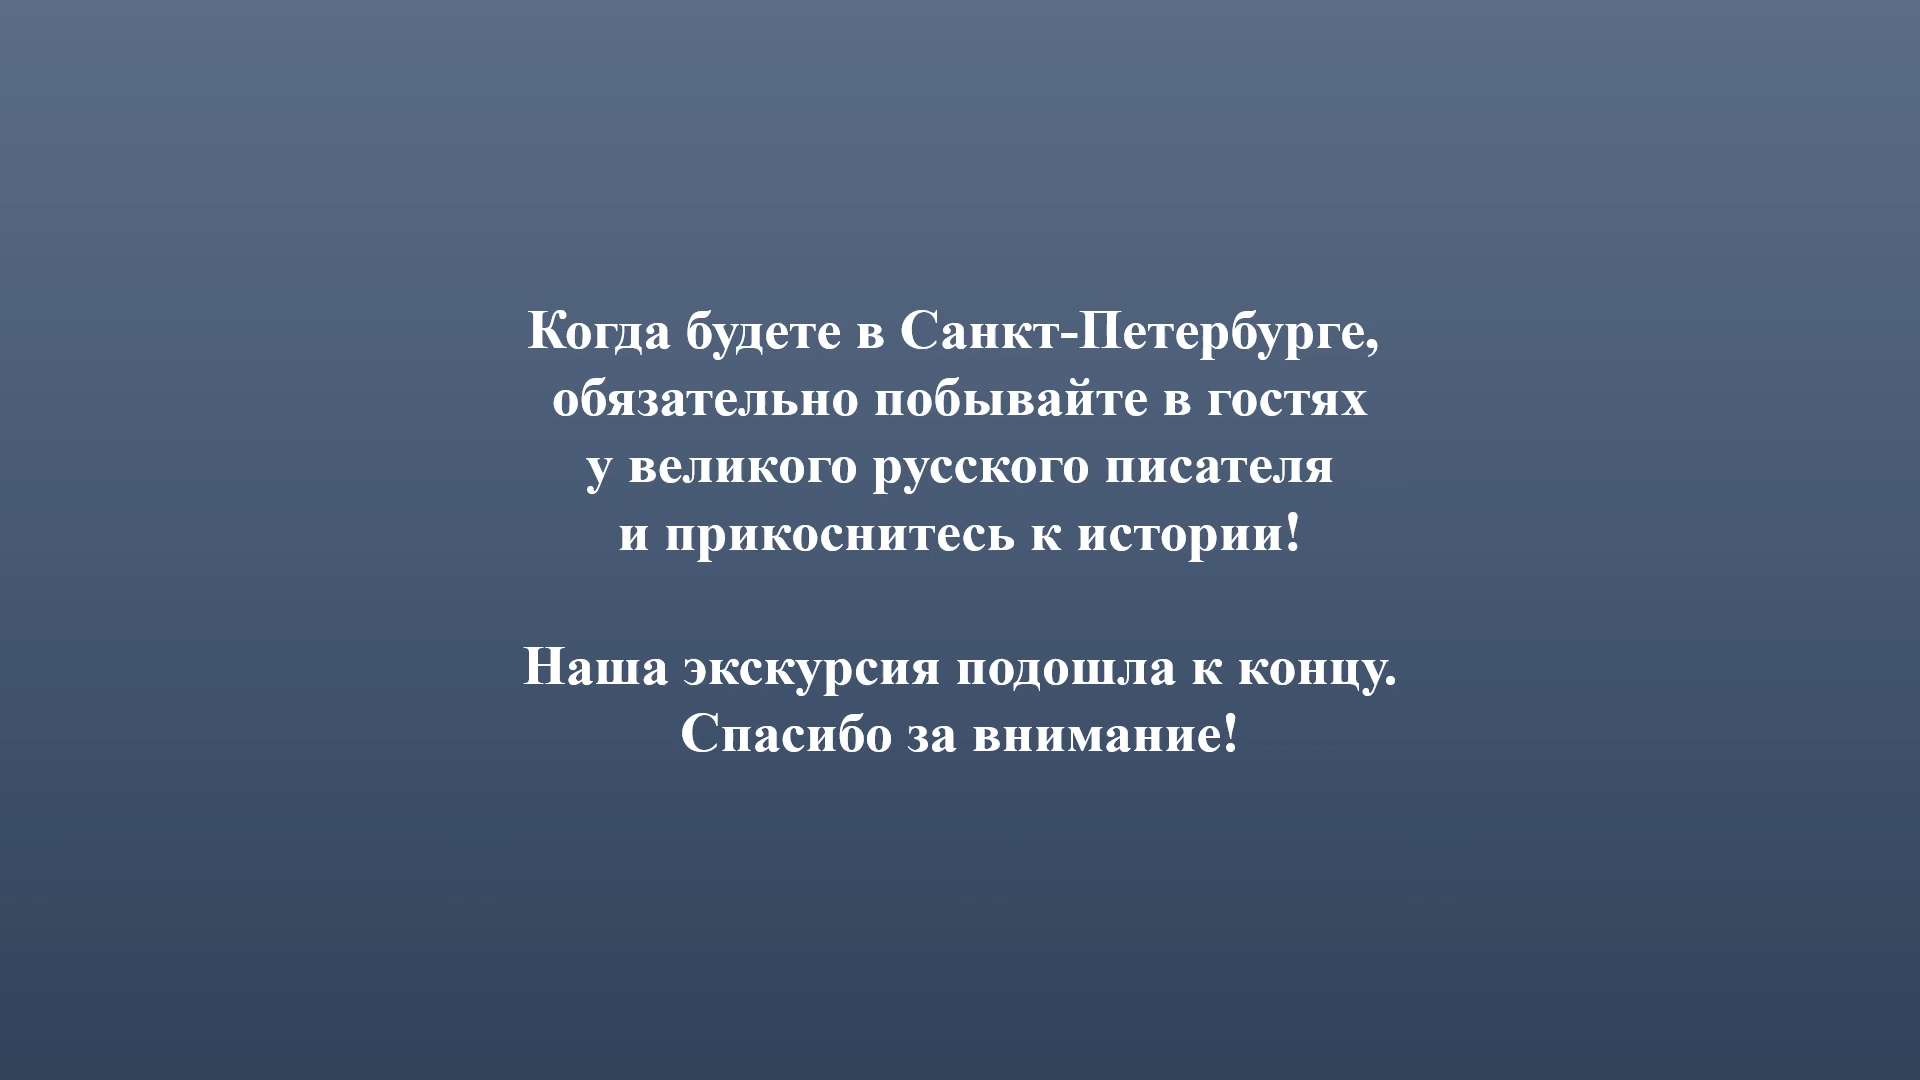 Когда будете в Санкт-Петербурге,
обязательно побывайте в гостях
у великого русского писателя
и прикоснитесь к истории!
Наша экскурсия подошла к концу.
Спасибо за внимание!